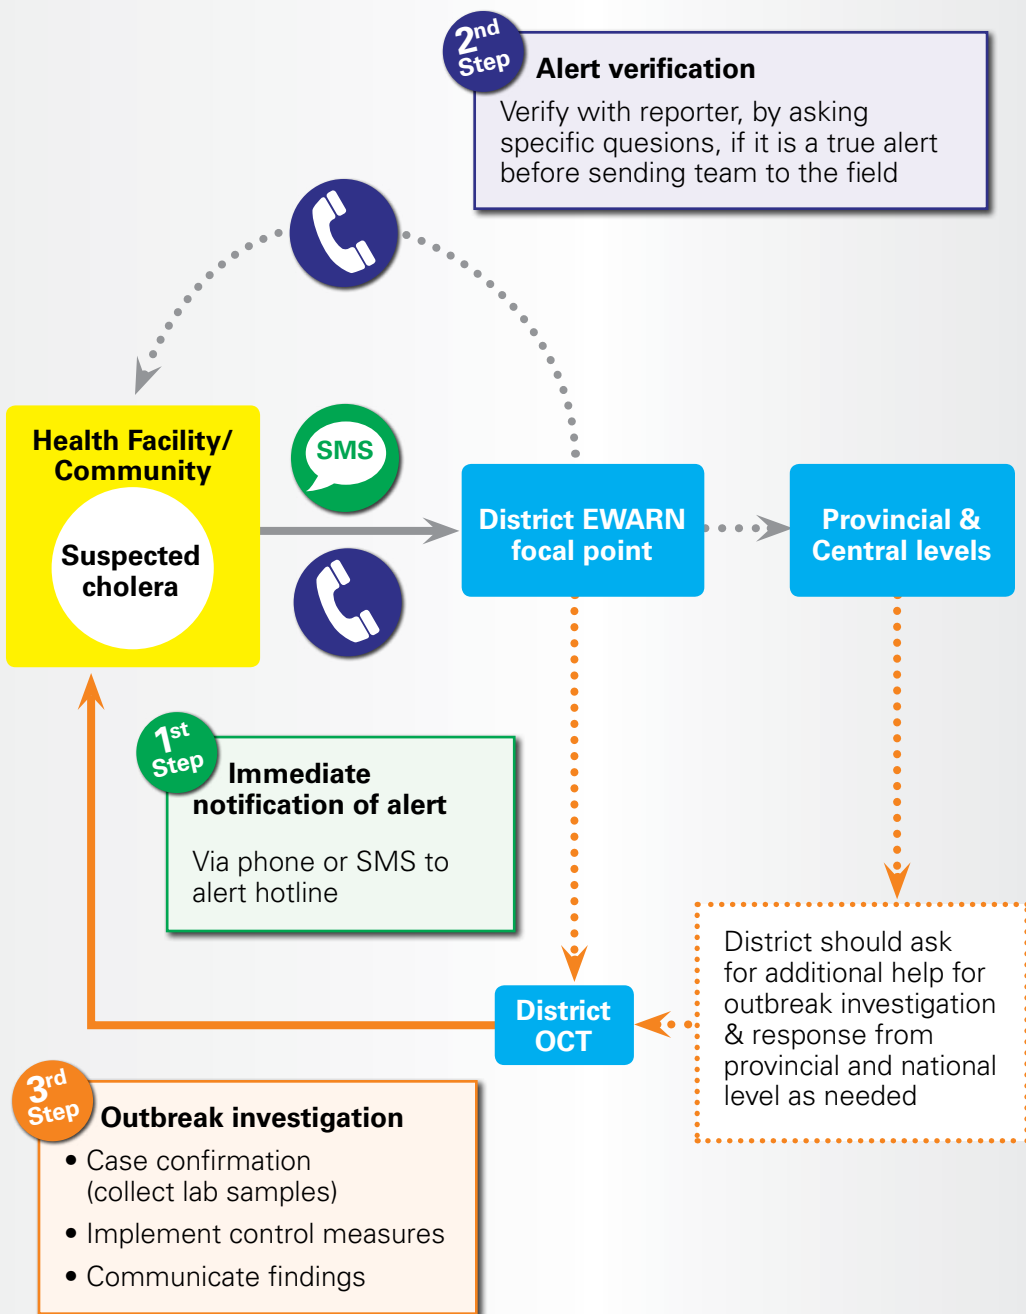 2nd
Step
Alert verification
Verify with reporter, by asking
specific quesions, if it is a true alert
before sending team to the field
Health Facility/
Community
Suspected
cholera
SMS
District EWARN
focal point
Provincial &
Central levels
1st
Step
Immediate
notification of alert
Via phone or SMS to
alert hotline
District should ask
for additional help for
outbreak investigation
& response from
provincial and national
level as needed
District
OCT
3rd
Step
Outbreak investigation
• Case confirmation
(collect lab samples)
• Implement control measures
• Communicate findings